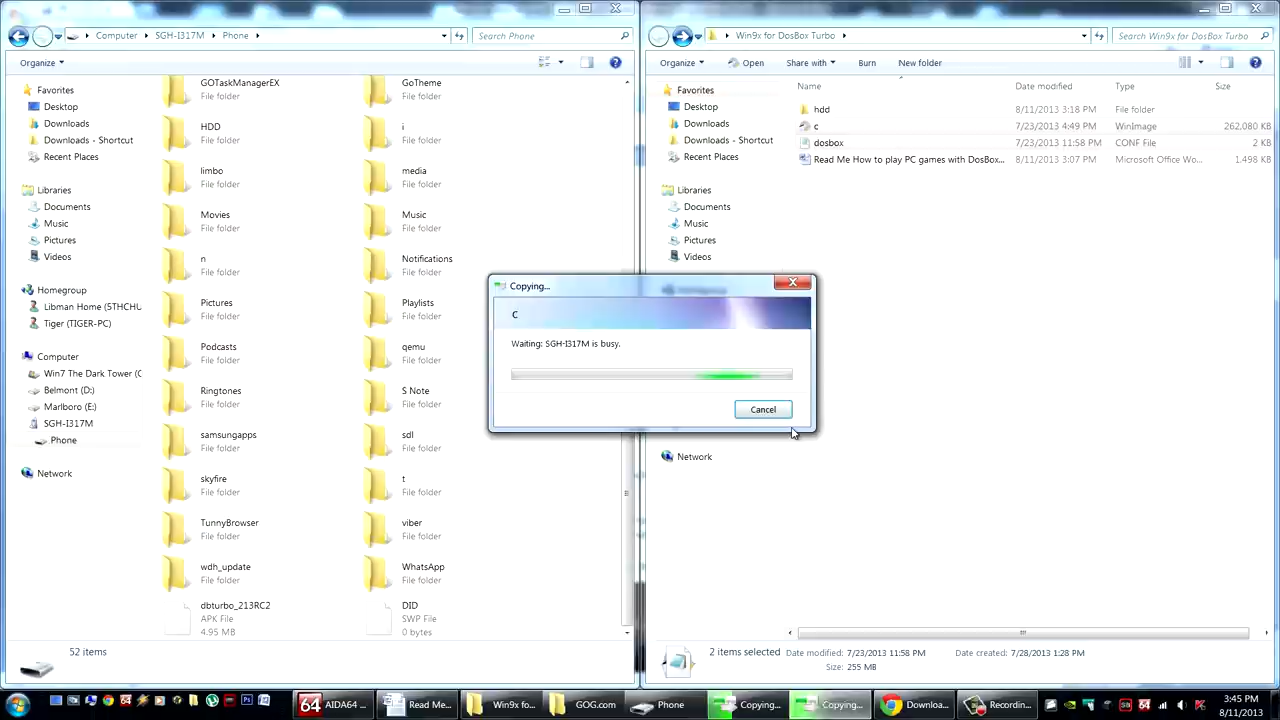 Computer ▸ SGH-I317M ▸ Phone ▸
Search Phone
Organize
Favorites
Desktop
Downloads
Downloads - Shortcut
Recent Places
Libraries
Documents
Music
Pictures
Videos
Homegroup
Libman Home (STHCHU
Tiger (TIGER-PC)
Computer
Win7 The Dark Tower (C
Belmont (D:)
Marlboro (E:)
SGH-I317M
Phone
Network
GOTaskManagerEX
File folder
GoTheme
File folder
HDD
File folder
i
File folder
limbo
File folder
media
File folder
Movies
File folder
Music
File folder
n
File folder
Notifications
File folder
Pictures
File folder
Playlists
File folder
Podcasts
File folder
qemu
File folder
Ringtones
File folder
S Note
File folder
samsungapps
File folder
sdl
File folder
skyfire
File folder
t
File folder
TunnyBrowser
File folder
viber
File folder
wdh_update
File folder
WhatsApp
File folder
dbturbo_213RC2
APK File
4.95 MB
DID
SWP File
0 bytes
52 items
Win9x for DosBox Turbo ▸
Search Win9x for DosBox Turbo
Organize Open Share with Burn New folder
Favorites
Desktop
Downloads
Downloads - Shortcut
Recent Places
Libraries
Documents
Music
Pictures
Videos
Network
Name Date modified Type Size
hdd 8/11/2013 3:18 PM File folder
c 7/23/2013 4:49 PM WinImage 262,080 KB
dosbox 7/23/2013 11:58 PM CONF File 2 KB
Read Me How to play PC games with DosBox... 8/11/2013 3:07 PM Microsoft Office Wo... 1,498 KB
Copying...
C
Waiting: SGH-I317M is busy.
Cancel
2 items selected Date modified: 7/23/2013 11:58 PM Date created: 7/28/2013 1:28 PM
Size: 255 MB
64 AIDA64 ... Read Me... Win9x fo... GOG.com Phone Copying... Copying... Downloa... Recordin...
3:45 PM
8/11/2013